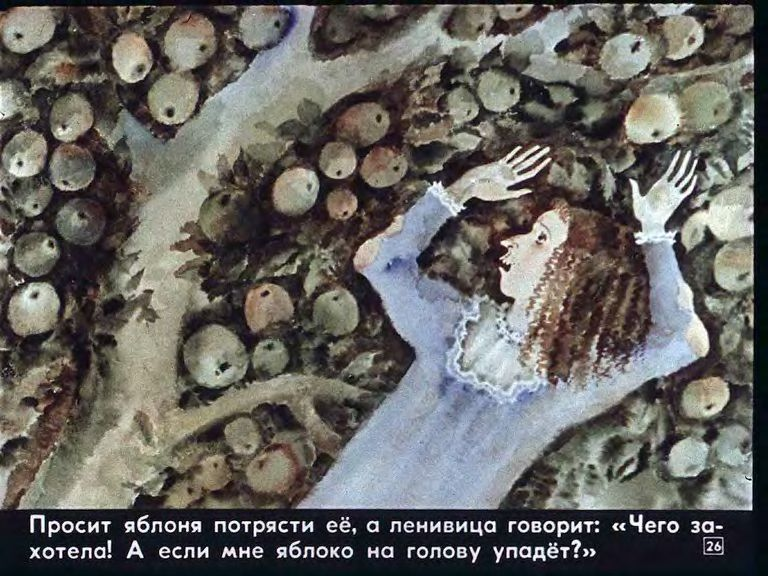 Просит яблоня потрясти её, а ленивица говорит: «Чего за-
хотела! А если мне яблоко на голову упадёт?»
26